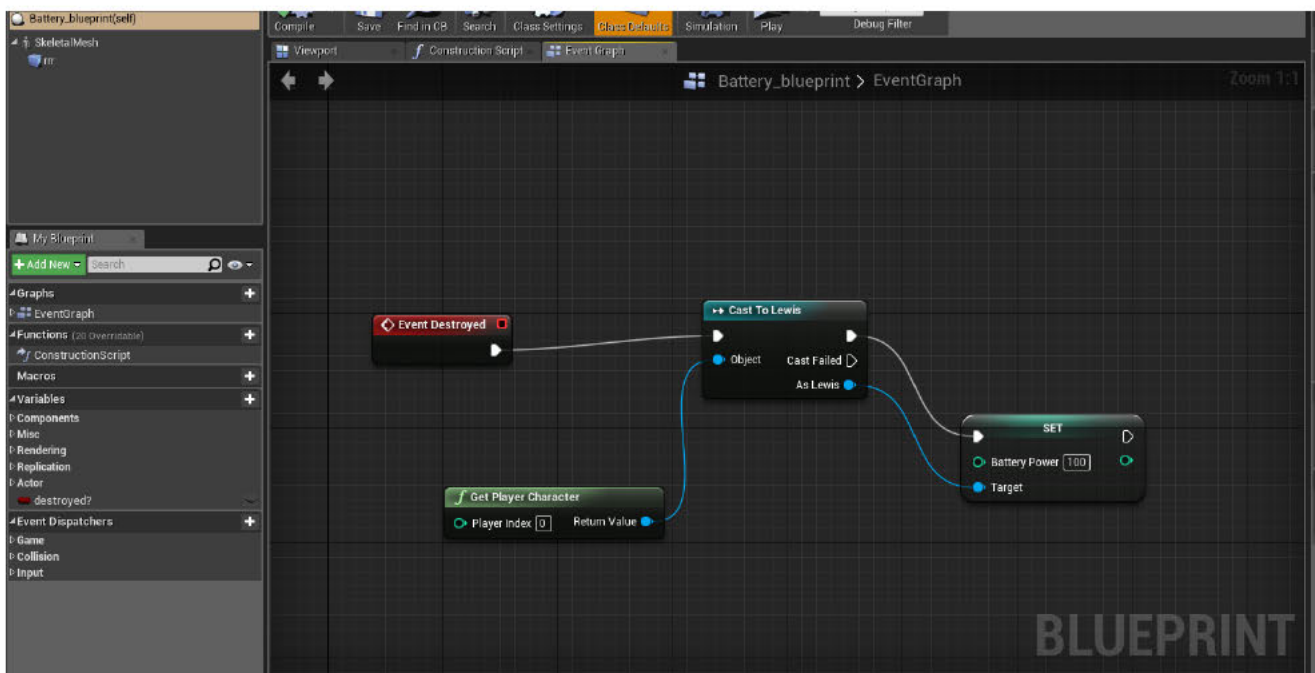 Battery_blueprint(self)
SkeletalMesh
rrr
Compile
Save
Find in CB
Search
Class Settings
Class Defaults
Simulation
Play
Debug Filter
Viewport
f Construction Script
Event Graph
Battery_blueprint > EventGraph
Zoom 1:1
My Blueprint
+ Add New
Search
Graphs
EventGraph
Functions (20 Overridable)
ConstructionScript
Macros
Variables
Components
Misc
Rendering
Replication
Actor
destroyed?
Event Dispatchers
Game
Collision
Input
Event Destroyed
Cast To Lewis
Object
Cast Failed
As Lewis
f Get Player Character
Player Index 0
Return Value
SET
Battery Power 100
Target
BLUEPRINT